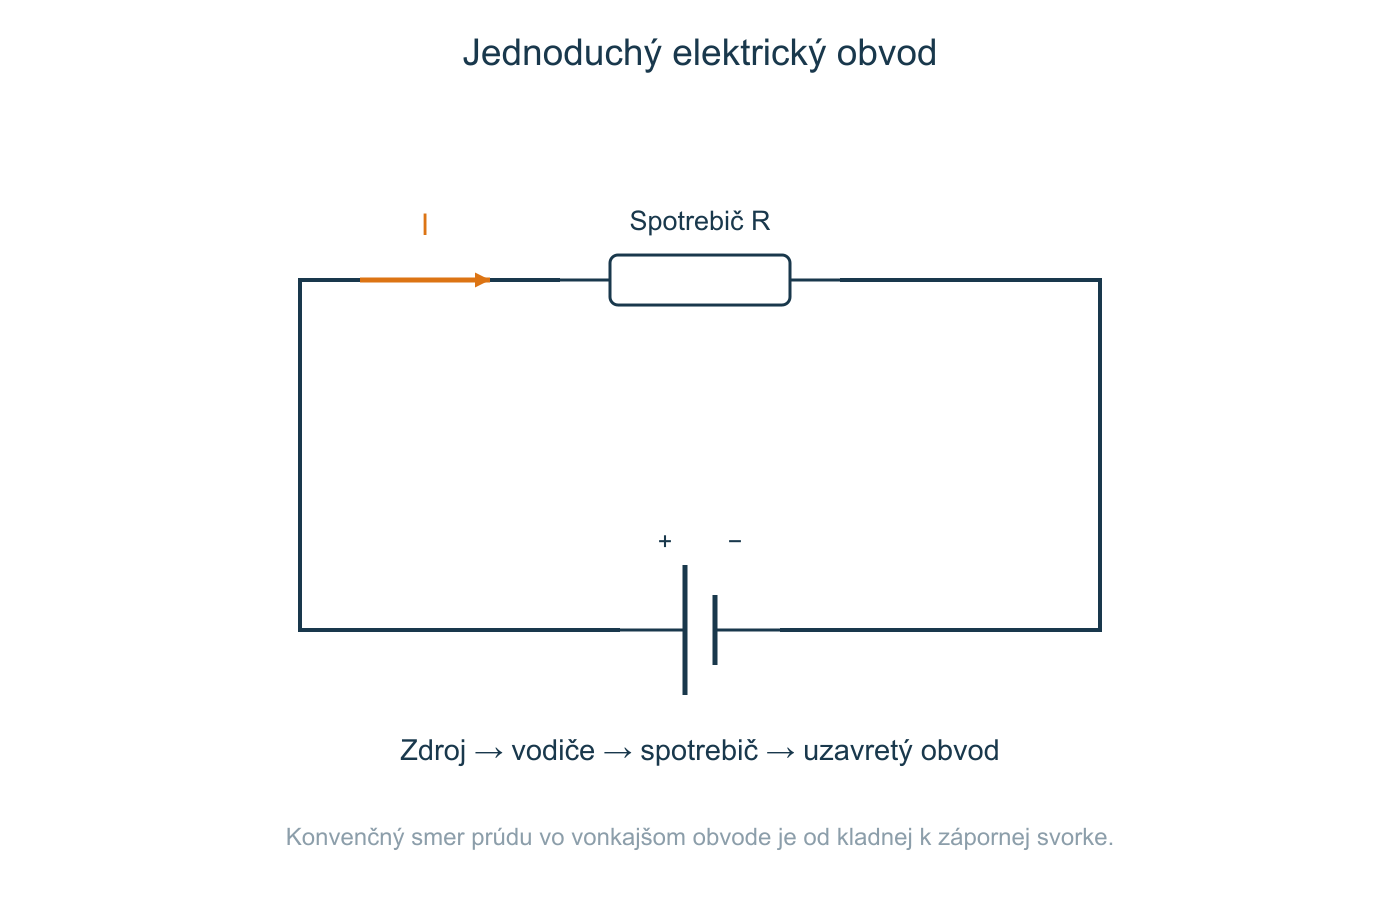 Jednoduchý elektrický obvod
I
Spotrebič R
+ −
Zdroj → vodiče → spotrebič → uzavretý obvod
Konvenčný smer prúdu vo vonkajšom obvode je od kladnej k zápornej svorke.